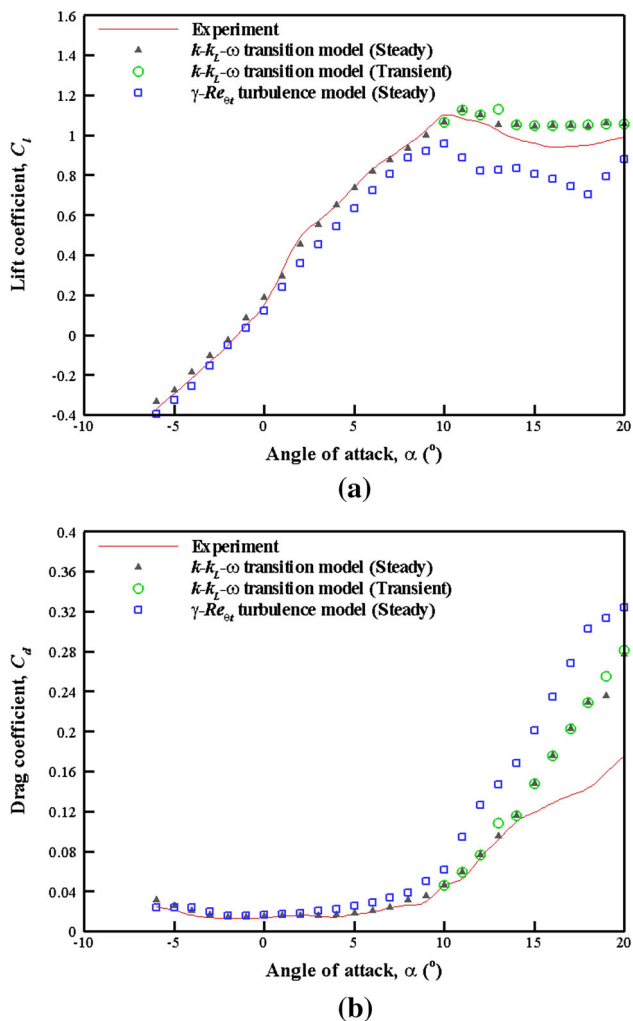 1.6
1.4
1.2
1
0.8
0.6
0.4
0.2
0
-0.2
-0.4
Lift coefficient, Cl
Experiment
k-kL-ω transition model (Steady)
k-kL-ω transition model (Transient)
γ-Reθt turbulence model (Steady)
-10 -5 0 5 10 15 20
Angle of attack, α (°)
(a)
0.4
0.36
0.32
0.28
0.24
0.2
0.16
0.12
0.08
0.04
0
Drag coefficient, Cd
Experiment
k-kL-ω transition model (Steady)
k-kL-ω transition model (Transient)
γ-Reθt turbulence model (Steady)
-10 -5 0 5 10 15 20
Angle of attack, α (°)
(b)